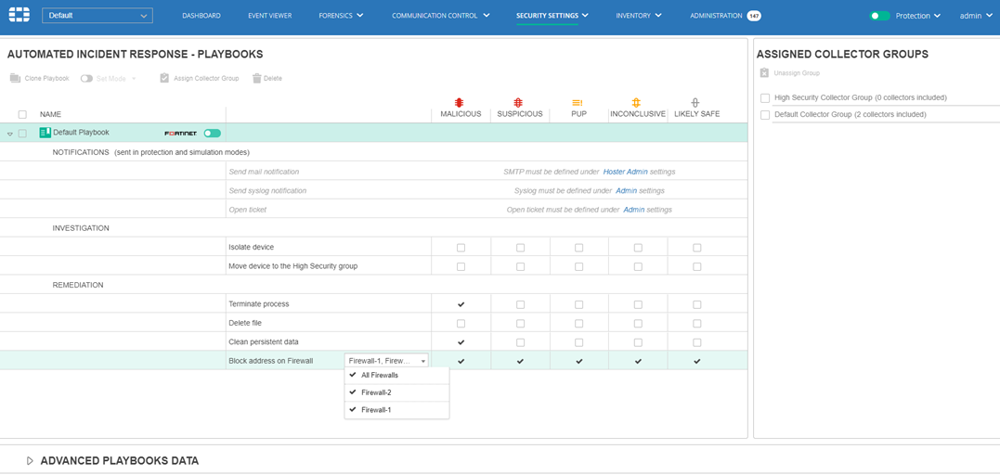 Default DASHBOARD EVENT VIEWER FORENSICS COMMUNICATION CONTROL SECURITY SETTINGS INVENTORY ADMINISTRATION 147 Protection admin
AUTOMATED INCIDENT RESPONSE - PLAYBOOKS
Clone Playbook Set Mode Assign Collector Group Delete
NAME MALICIOUS SUSPICIOUS PUP INCONCLUSIVE LIKELY SAFE
Default Playbook FORTINET
NOTIFICATIONS (sent in protection and simulation modes)
Send mail notification SMTP must be defined under Hoster Admin settings
Send syslog notification Syslog must be defined under Admin settings
Open ticket Open ticket must be defined under Admin settings
INVESTIGATION
Isolate device
Move device to the High Security group
REMEDIATION
Terminate process
Delete file
Clean persistent data
Block address on Firewall Firewall-1, Firew...
All Firewalls
Firewall-2
Firewall-1
ASSIGNED COLLECTOR GROUPS
Unassign Group
High Security Collector Group (0 collectors included)
Default Collector Group (2 collectors included)
ADVANCED PLAYBOOKS DATA